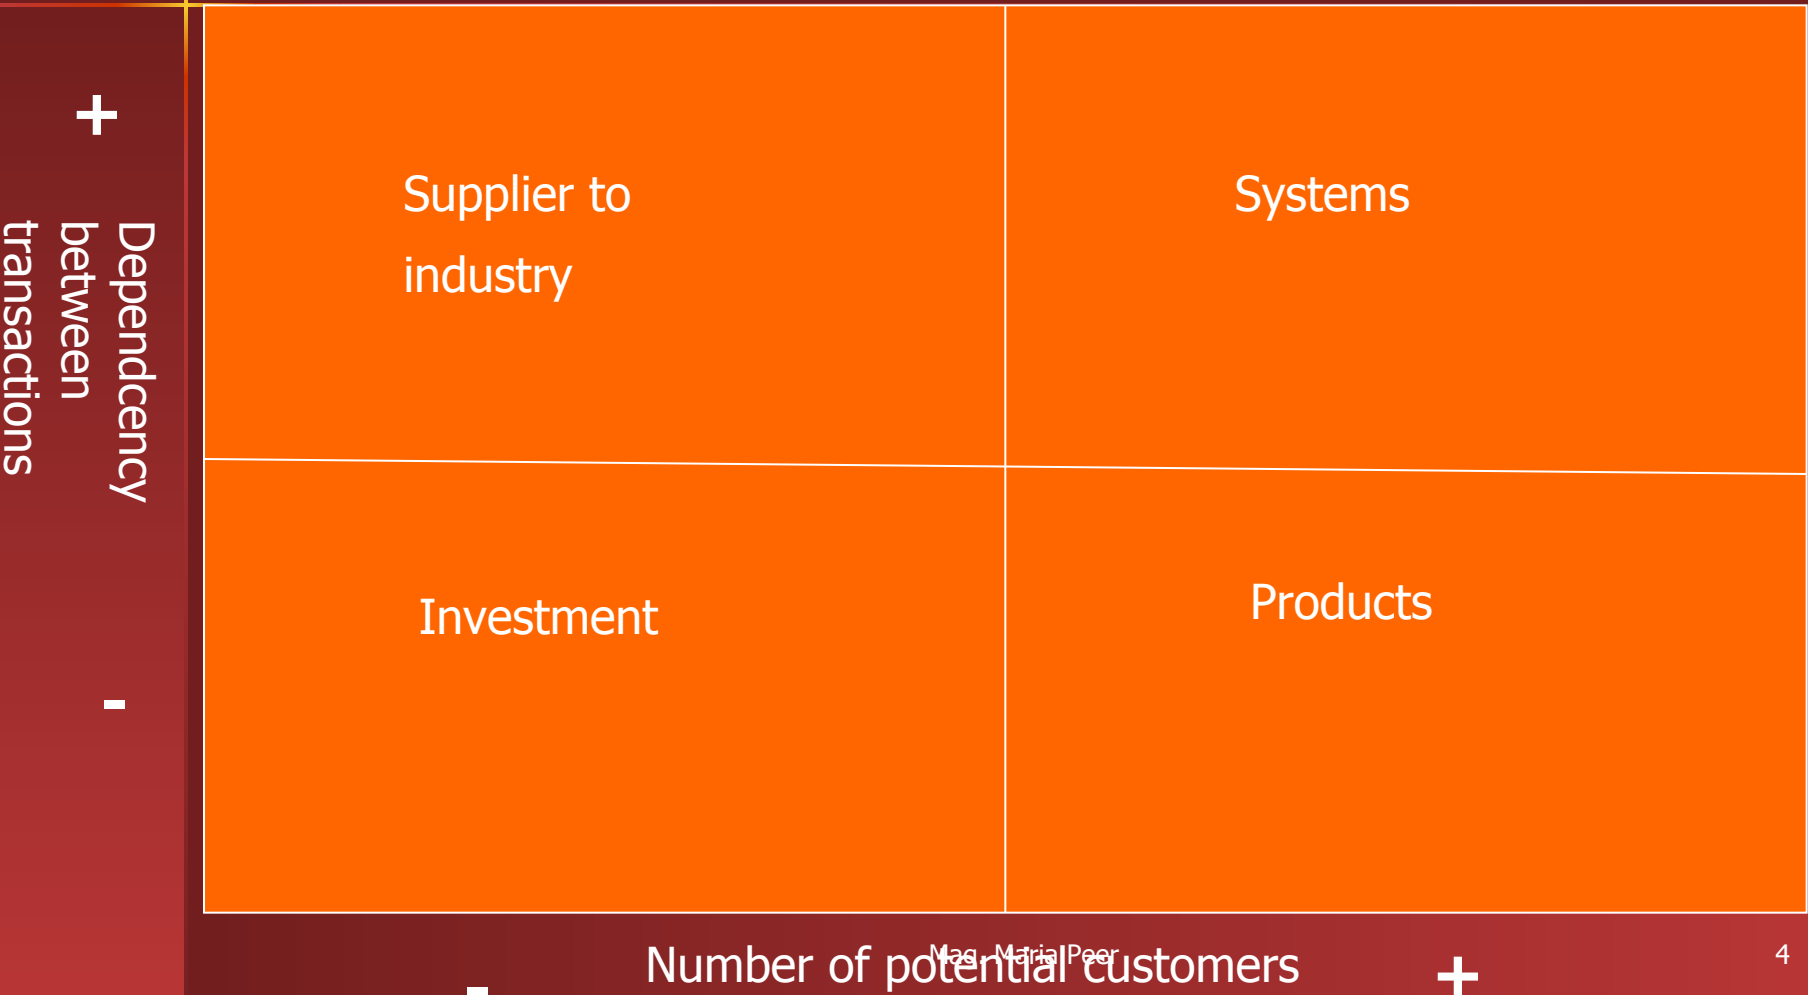 +
Dependcency
between
transactions
-
Supplier to
industry
Systems
Investment
Products
Number of potential customers
Mag. Maria Peer
-
+
4